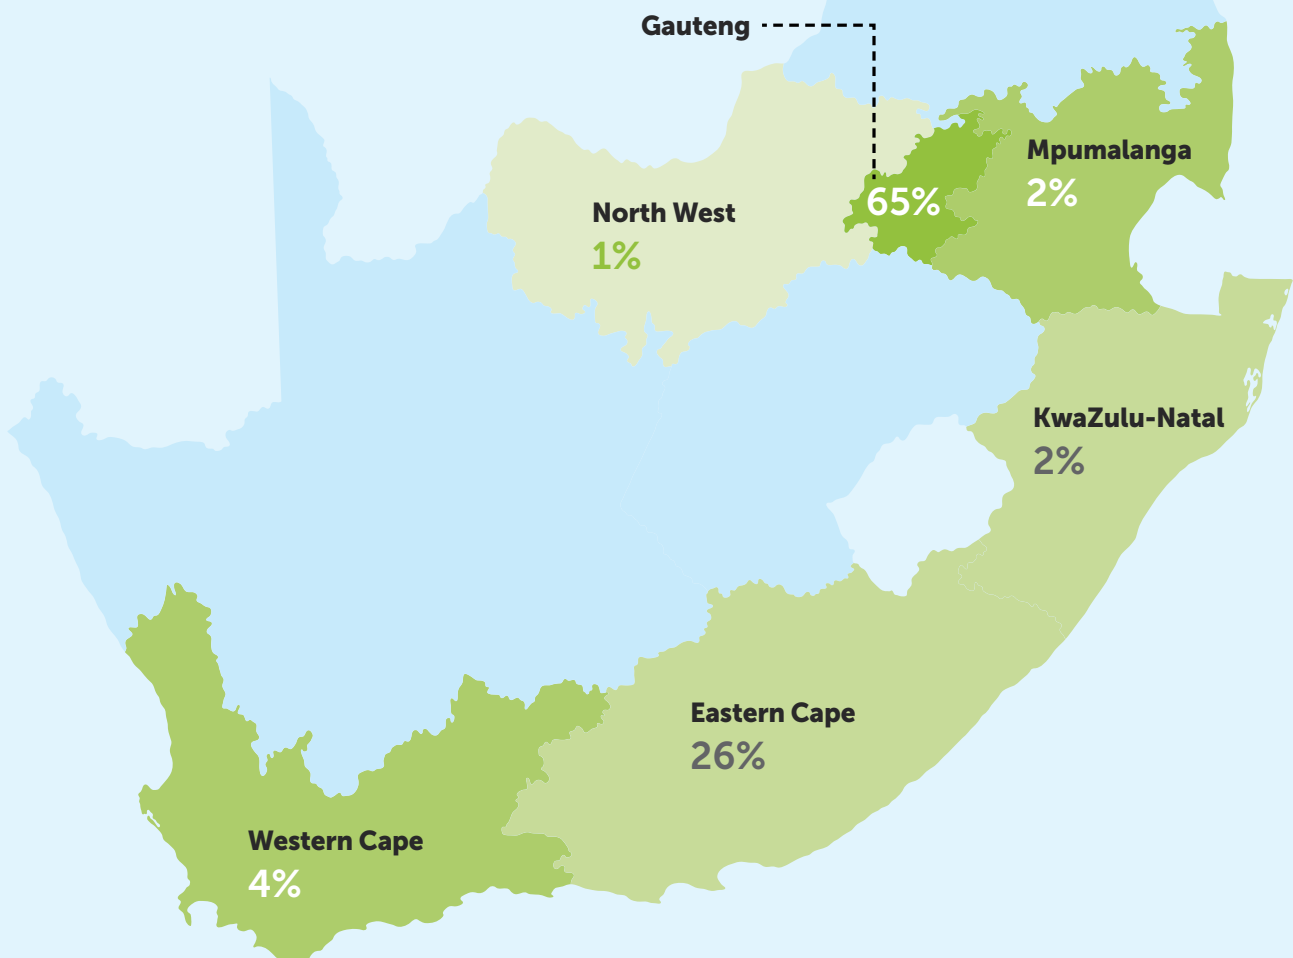 Gauteng
65%
Mpumalanga
2%
North West
1%
KwaZulu-Natal
2%
Eastern Cape
26%
Western Cape
4%